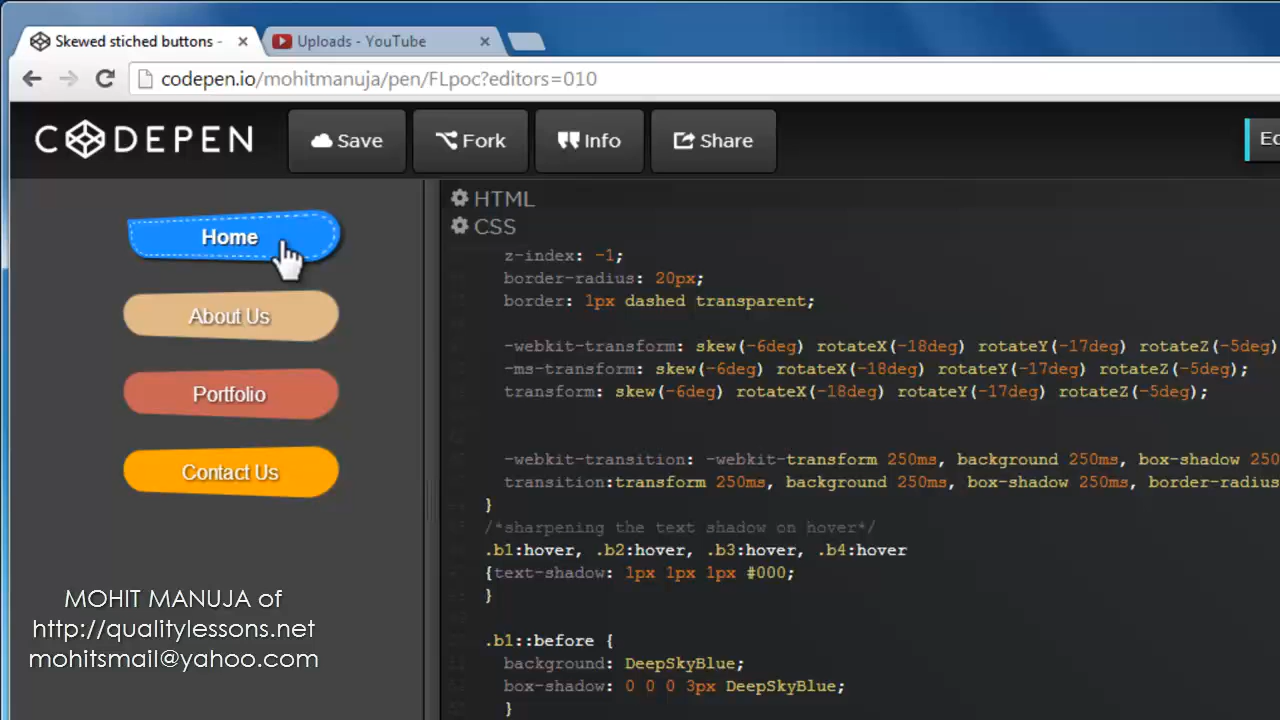 Skewed stiched buttons -
Uploads - YouTube
codepen.io/mohitmanuja/pen/FLpoc?editors=010
CODEPEN
Save
Fork
Info
Share
Home
About Us
Portfolio
Contact Us
MOHIT MANUJA of
http://qualitylessons.net
mohitsmail@yahoo.com
HTML
CSS
z-index: -1;
border-radius: 20px;
border: 1px dashed transparent;
-webkit-transform: skew(-6deg) rotateX(-18deg) rotateY(-17deg) rotateZ(-5deg)
-ms-transform: skew(-6deg) rotateX(-18deg) rotateY(-17deg) rotateZ(-5deg);
transform: skew(-6deg) rotateX(-18deg) rotateY(-17deg) rotateZ(-5deg);
-webkit-transition: -webkit-transform 250ms, background 250ms, box-shadow 250
transition:transform 250ms, background 250ms, box-shadow 250ms, border-radius
}
/*sharpening the text shadow on hover*/
.b1:hover, .b2:hover, .b3:hover, .b4:hover
{text-shadow: 1px 1px 1px #000;
}
.b1::before {
background: DeepSkyBlue;
box-shadow: 0 0 0 3px DeepSkyBlue;
}